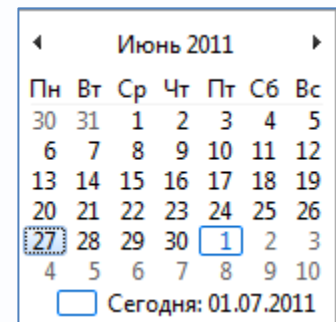 Июнь 2011
Пн Вт Ср Чт Пт Сб Вс
30 31 1 2 3 4 5
6 7 8 9 10 11 12
13 14 15 16 17 18 19
20 21 22 23 24 25 26
27 28 29 30 1 2 3
4 5 6 7 8 9 10
Сегодня: 01.07.2011